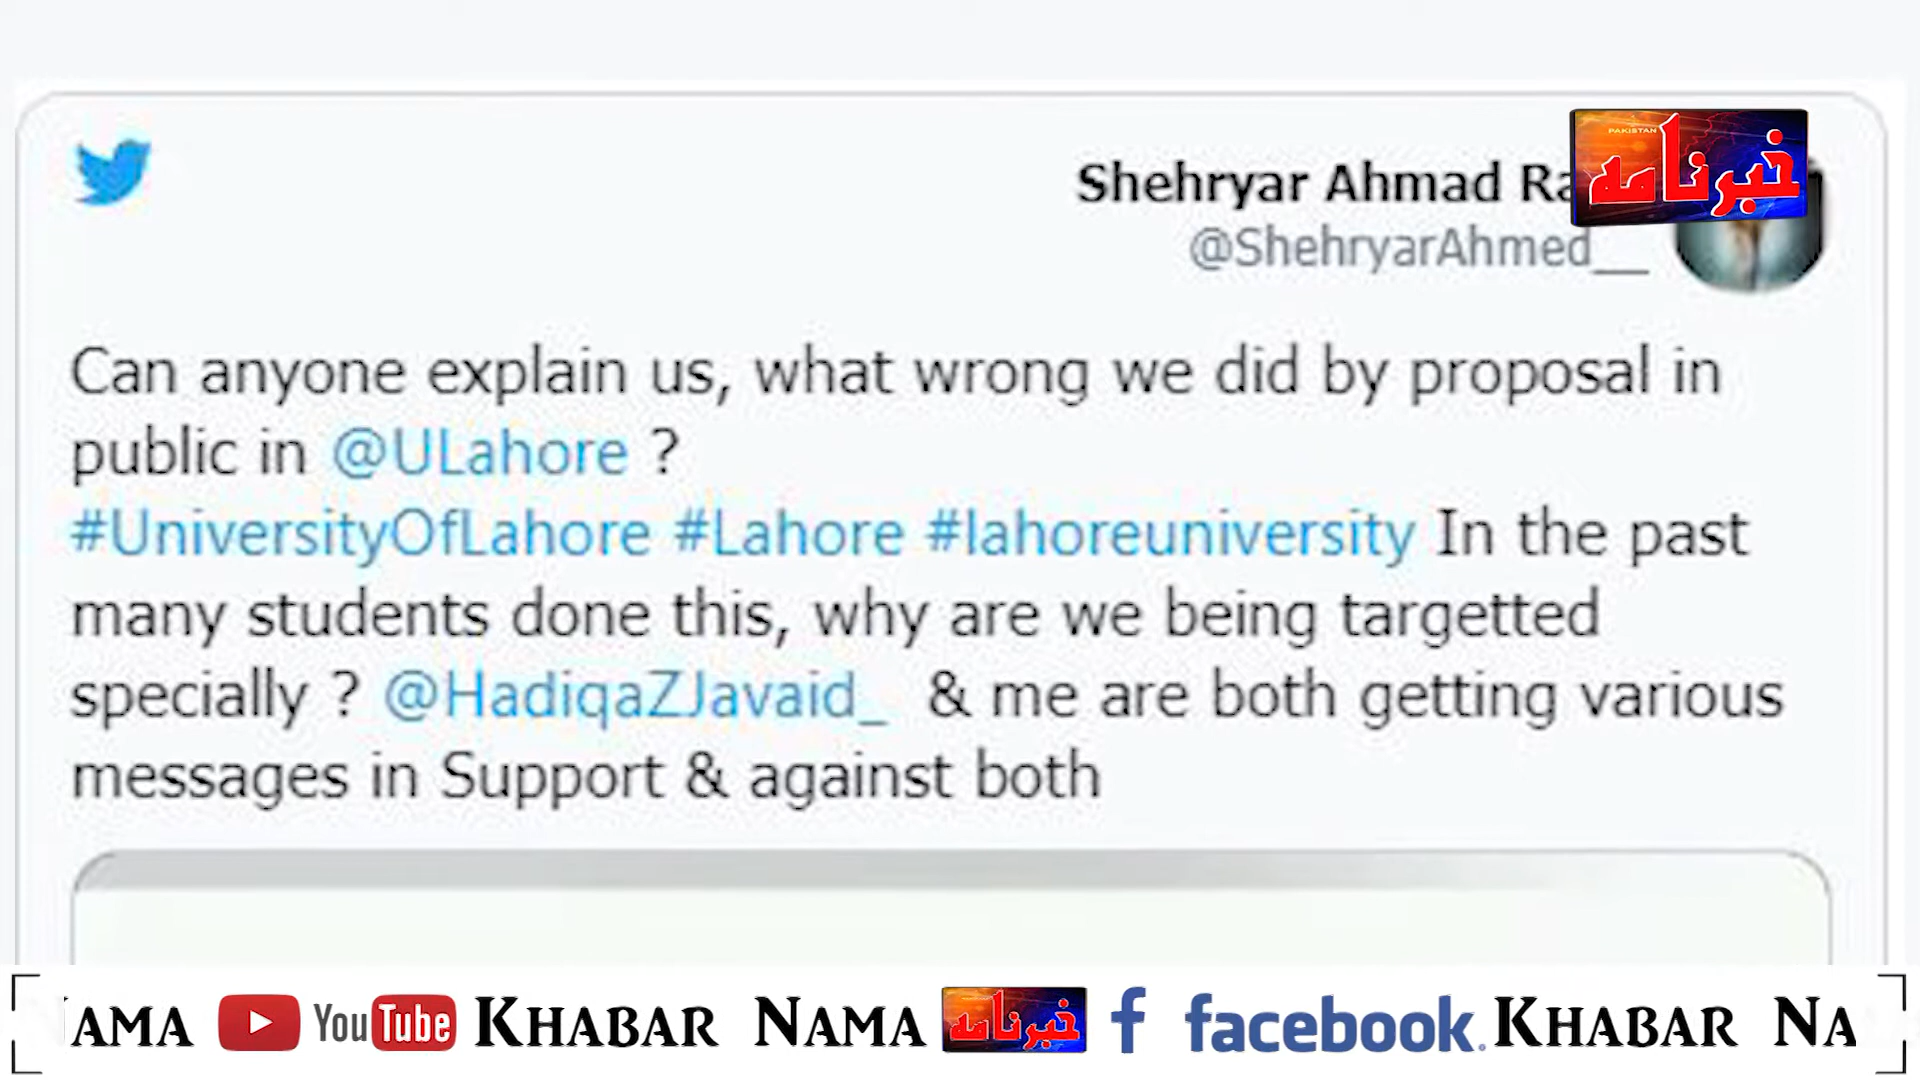 PAKISTAN
خبرنامہ
Shehryar Ahmad
@ShehryarAhmed__
Can anyone explain us, what wrong we did by proposal in
public in @ULahore ?
#UniversityOfLahore #Lahore #lahoreuniversity In the past
many students done this, why are we being targetted
specially ? @HadiqaZJavaid_ & me are both getting various
messages in Support & against both
AMA YouTube KHABAR NAMA خبرنامہ f facebook. KHABAR NA